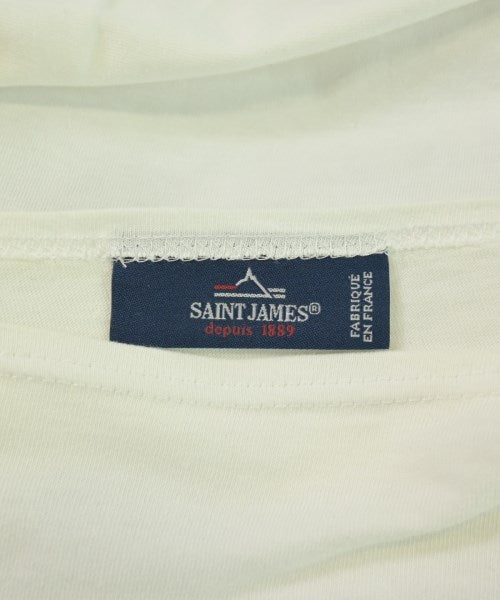 SAINT JAMES®
depuis 1889
FABRIQUÉ
EN FRANCE